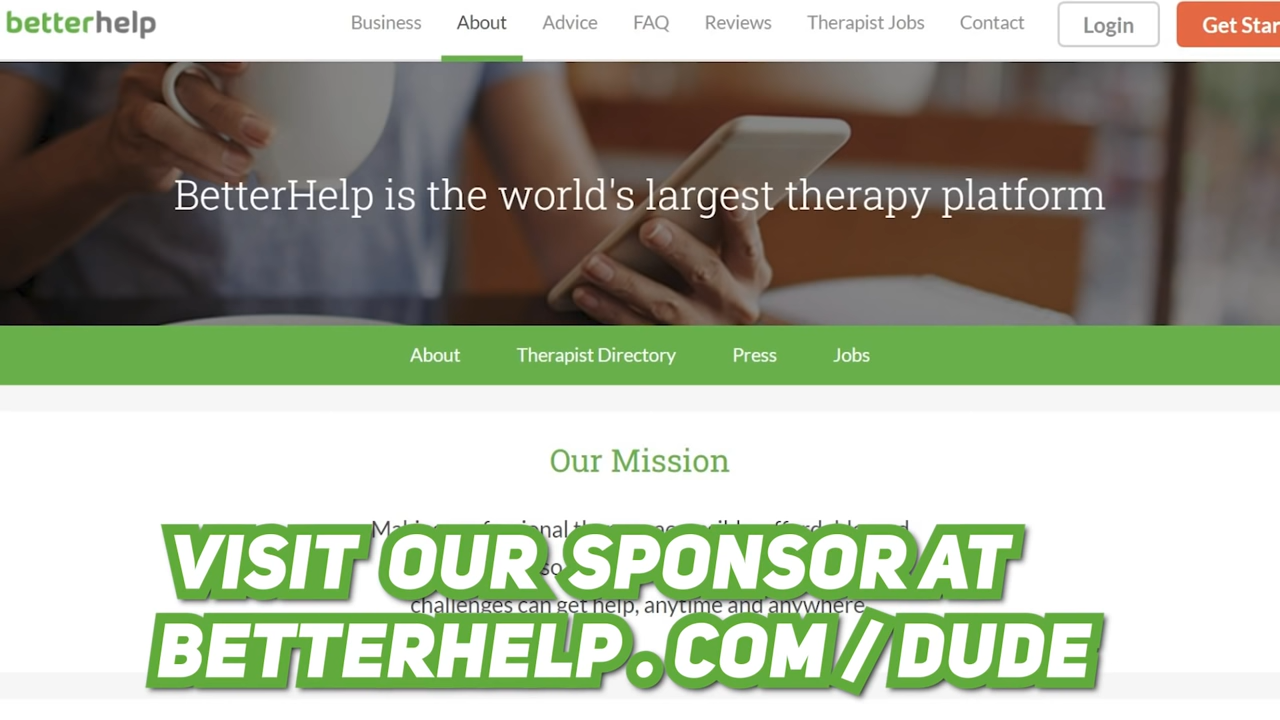 betterhelp
Business About Advice FAQ Reviews Therapist Jobs Contact Login Get Star
BetterHelp is the world's largest therapy platform
About Therapist Directory Press Jobs
Our Mission
VISIT OUR SPONSOR AT
challenges can get help, anytime and anywhere
BETTERHELP.COM/DUDE